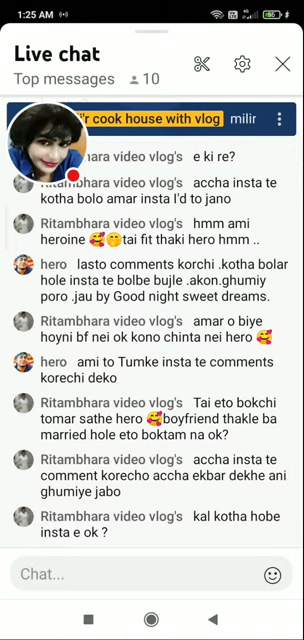 1:25 AM
56
Live chat
Top messages 10
r cook house with vlog milir
hara video vlog's e ki re?
Ritambhara video vlog's accha insta te
kotha bolo amar insta I'd to jano
Ritambhara video vlog's hmm ami
heroine 🥰🤭tai fit thaki hero hmm ..
hero lasto comments korchi .kotha bolar
hole insta te bolbe bujle .akon.ghumiy
poro .jau by Good night sweet dreams.
Ritambhara video vlog's amar o biye
hoyni bf nei ok kono chinta nei hero 🥰
hero ami to Tumke insta te comments
korechi deko
Ritambhara video vlog's Tai eto bokchi
tomar sathe hero 🥰boyfriend thakle ba
married hole eto boktam na ok?
Ritambhara video vlog's accha insta te
comment korecho accha ekbar dekhe ani
ghumiye jabo
Ritambhara video vlog's kal kotha hobe
insta e ok ?
Chat...